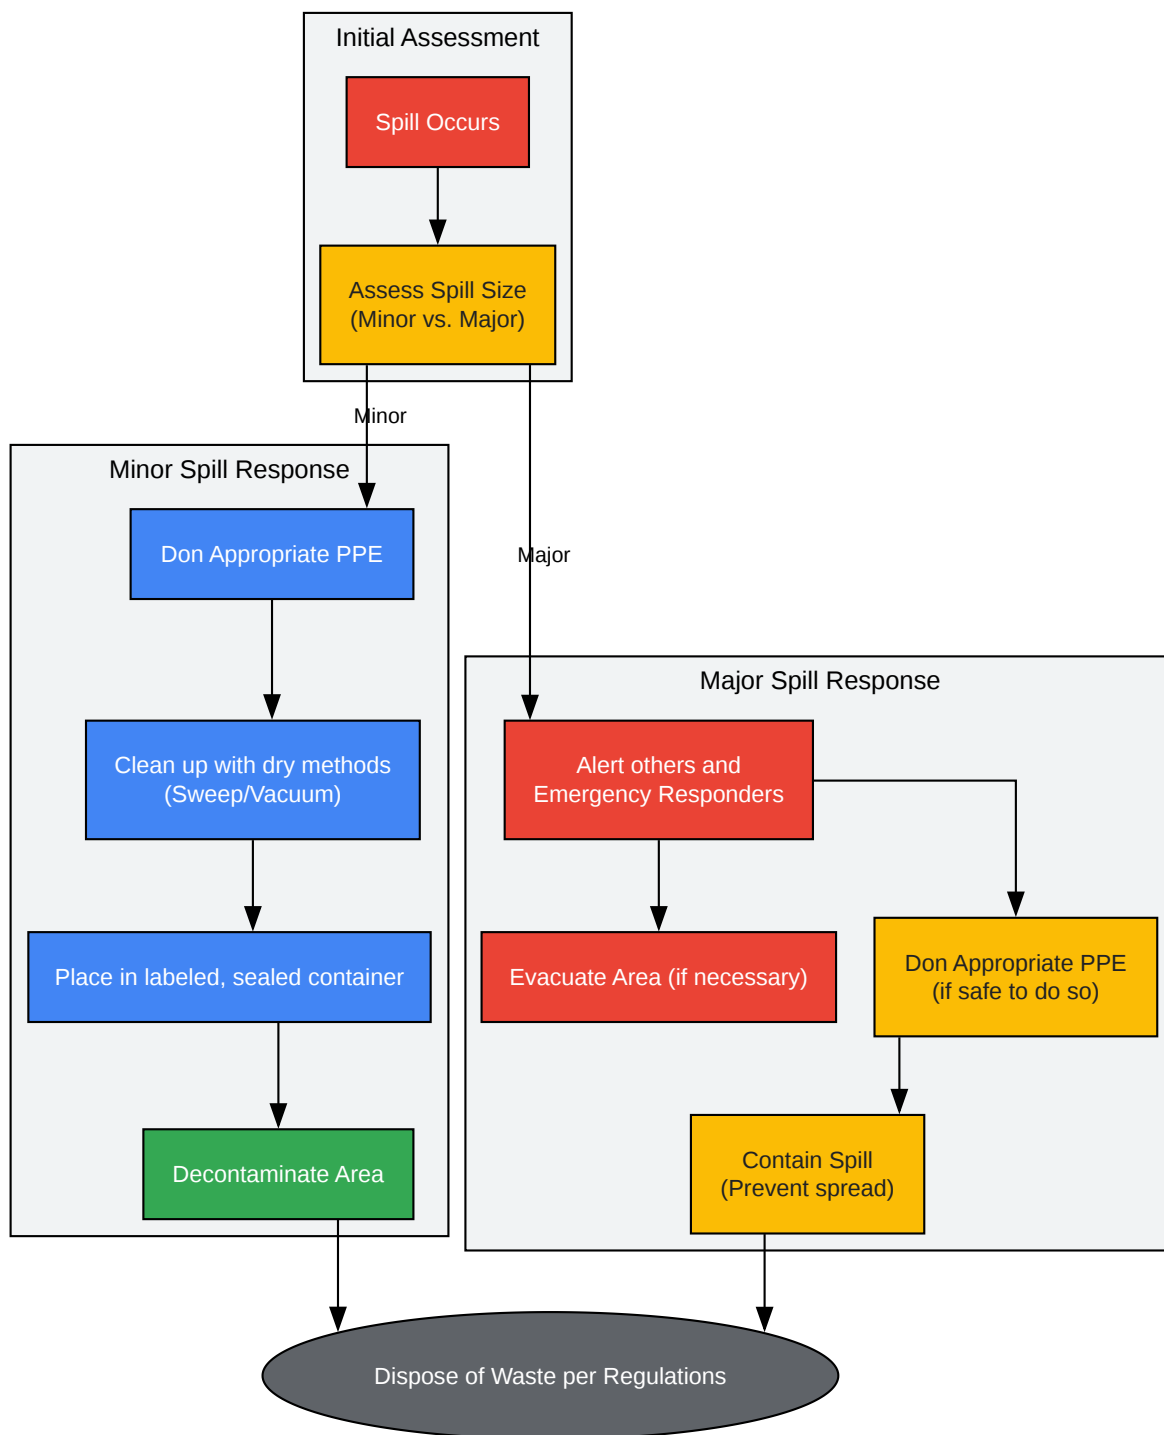 Initial Assessment
Spill Occurs
Assess Spill Size
(Minor vs. Major)
Minor
Minor Spill Response
Don Appropriate PPE
Major
Major Spill Response
Clean up with dry methods
(Sweep/Vacuum)
Alert others and
Emergency Responders
Place in labeled, sealed container
Evacuate Area (if necessary)
Don Appropriate PPE
(if safe to do so)
Decontaminate Area
Contain Spill
(Prevent spread)
Dispose of Waste per Regulations